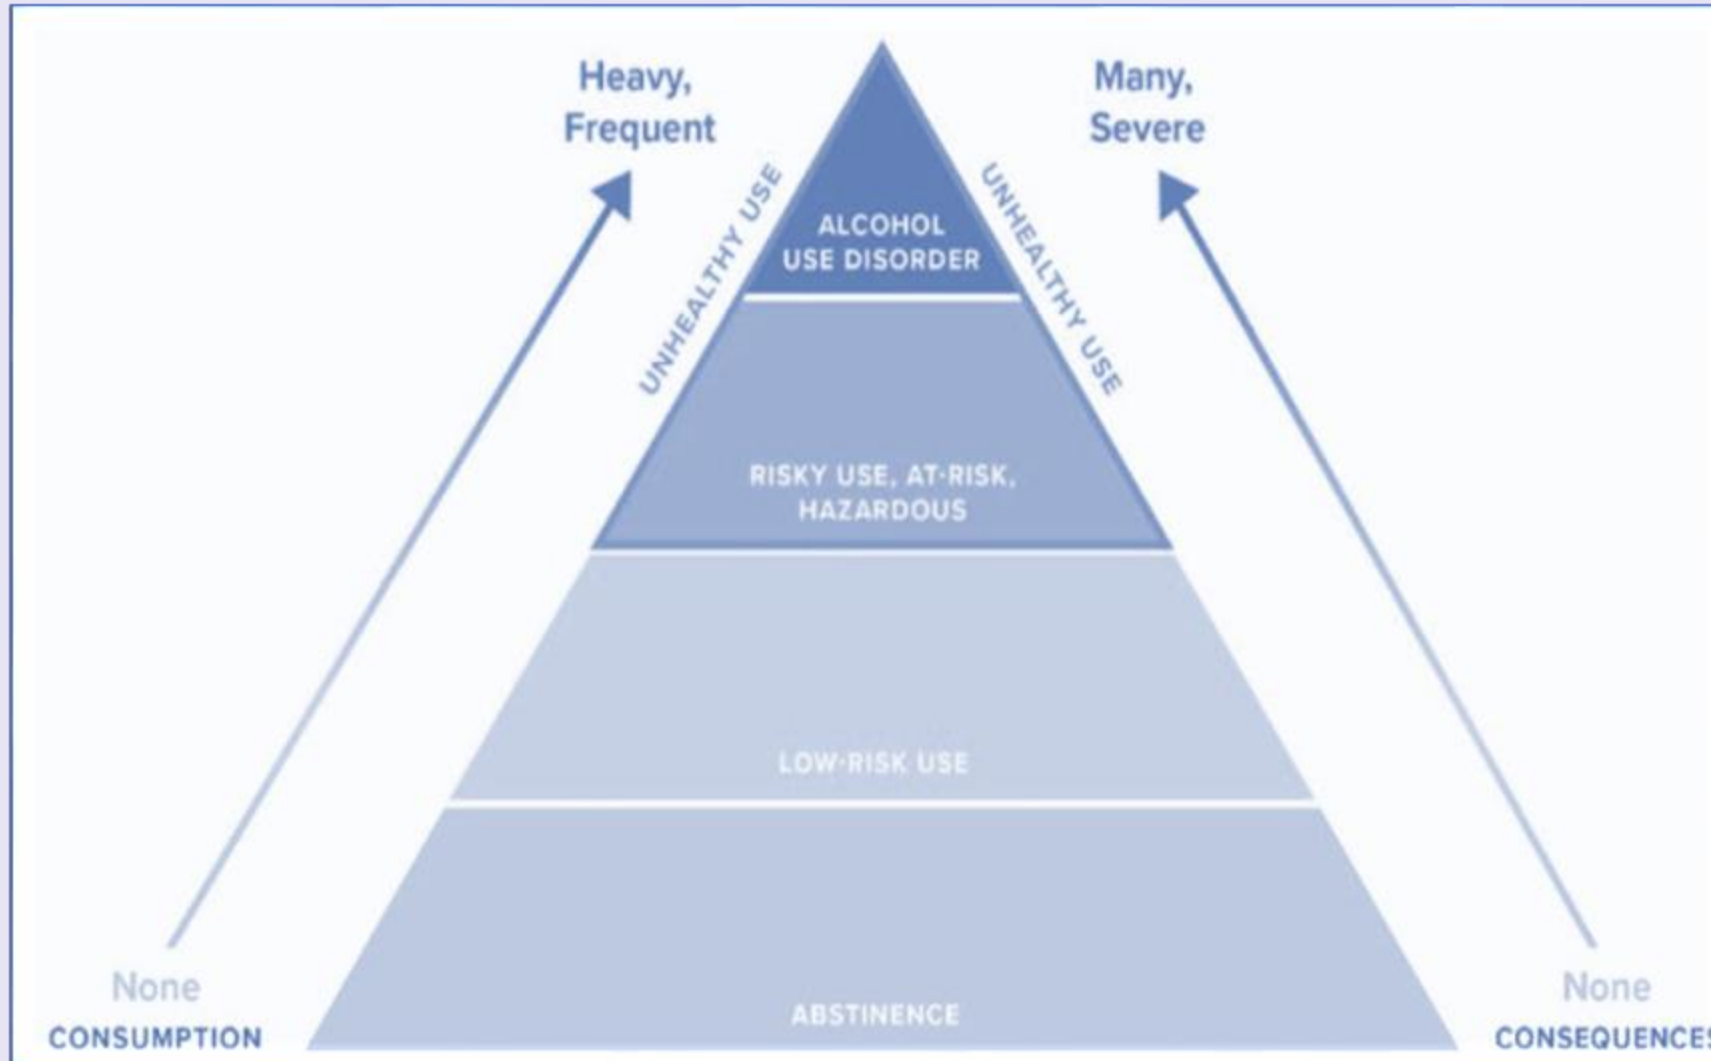 Heavy,
Frequent
Many,
Severe
UNHEALTHY USE
UNHEALTHY USE
ALCOHOL
USE DISORDER
RISKY USE, AT-RISK,
HAZARDOUS
LOW-RISK USE
ABSTINENCE
None
CONSUMPTION
None
CONSEQUENCES